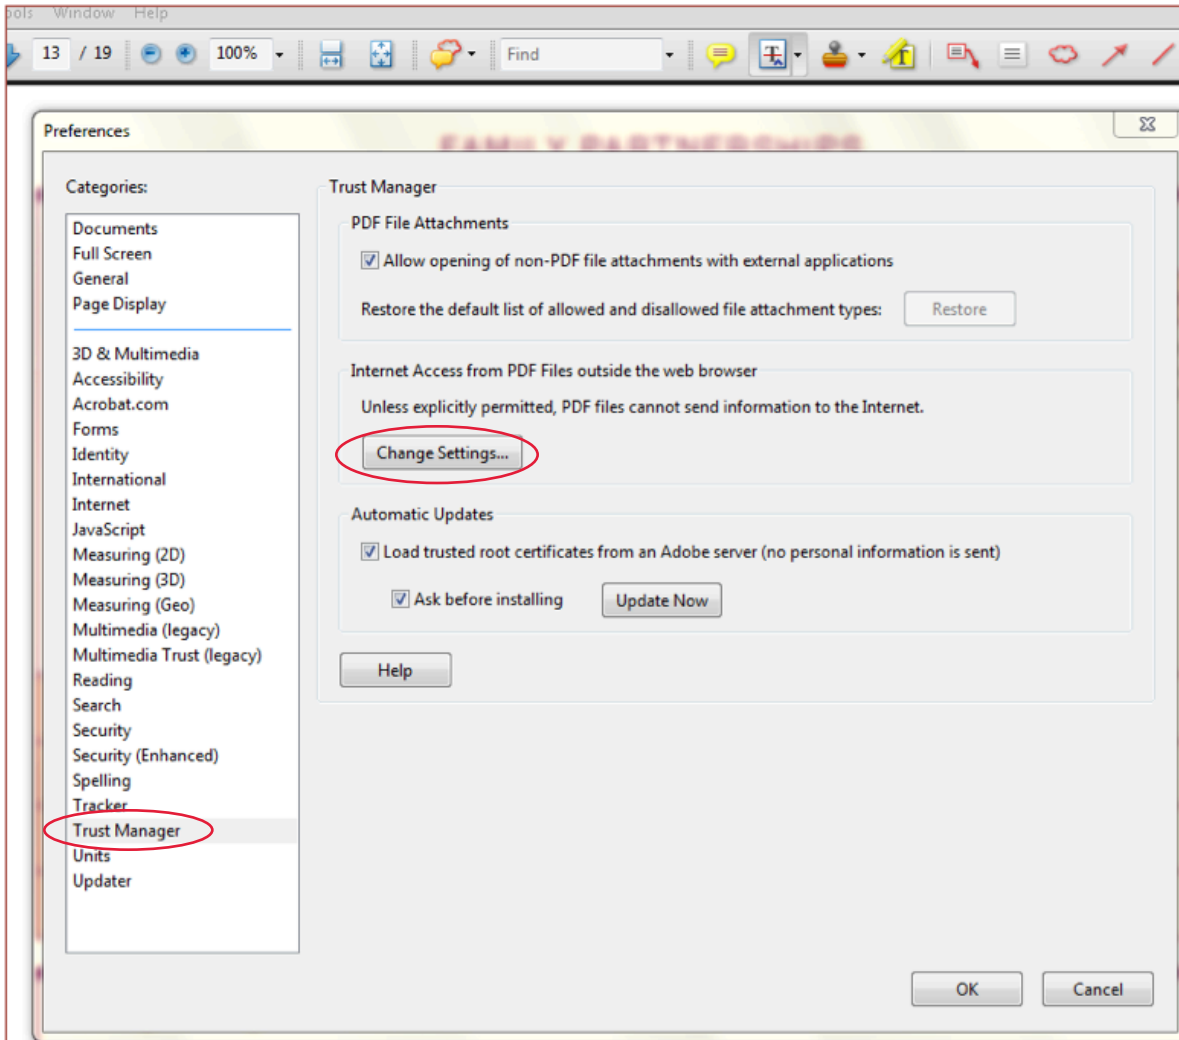 ools Window Help
13 / 19 100% Find
Preferences
FAMILY PARTNERSHIPS
Categories:
Documents
Full Screen
General
Page Display
3D & Multimedia
Accessibility
Acrobat.com
Forms
Identity
International
Internet
JavaScript
Measuring (2D)
Measuring (3D)
Measuring (Geo)
Multimedia (legacy)
Multimedia Trust (legacy)
Reading
Search
Security
Security (Enhanced)
Spelling
Tracker
Trust Manager
Units
Updater
Trust Manager
PDF File Attachments
Allow opening of non-PDF file attachments with external applications
Restore the default list of allowed and disallowed file attachment types: Restore
Internet Access from PDF Files outside the web browser
Unless explicitly permitted, PDF files cannot send information to the Internet.
Change Settings...
Automatic Updates
Load trusted root certificates from an Adobe server (no personal information is sent)
Ask before installing Update Now
Help
OK Cancel